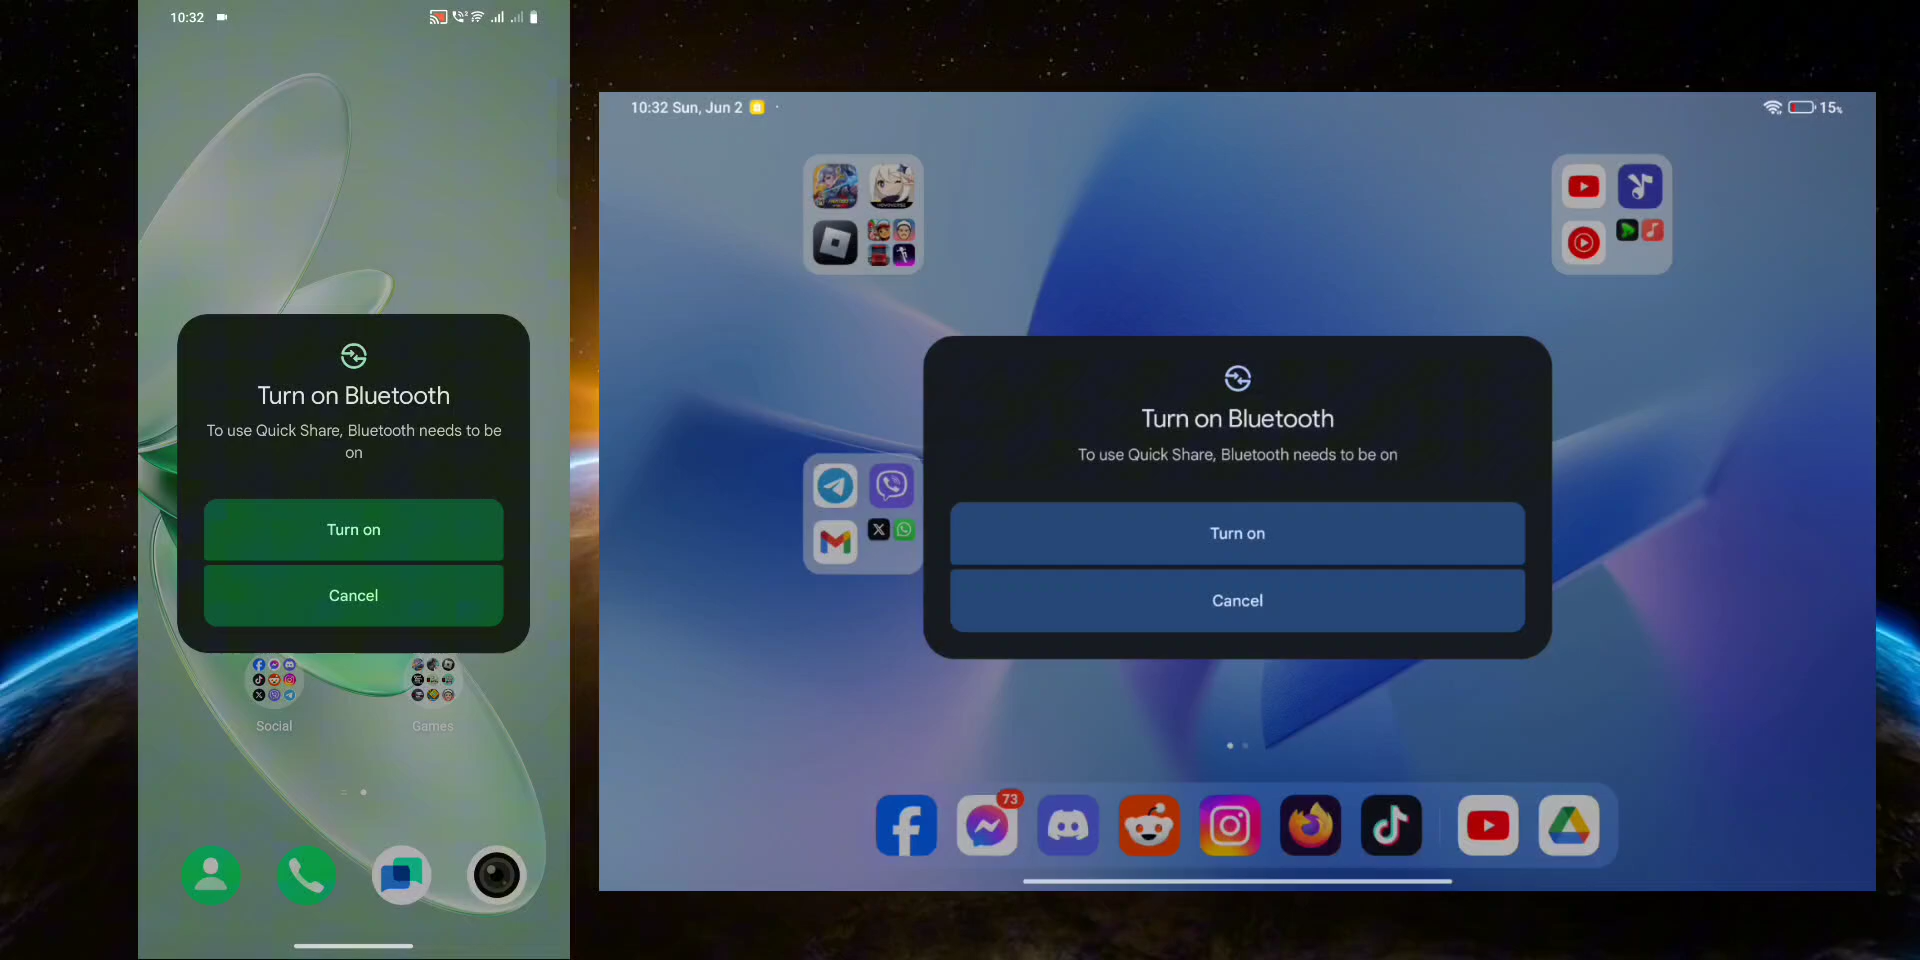 10:32
Turn on Bluetooth
To use Quick Share, Bluetooth needs to be
on
Turn on
Cancel
Social
Games
10:32 Sun, Jun 2
15%
Turn on Bluetooth
To use Quick Share, Bluetooth needs to be on
Turn on
Cancel
73